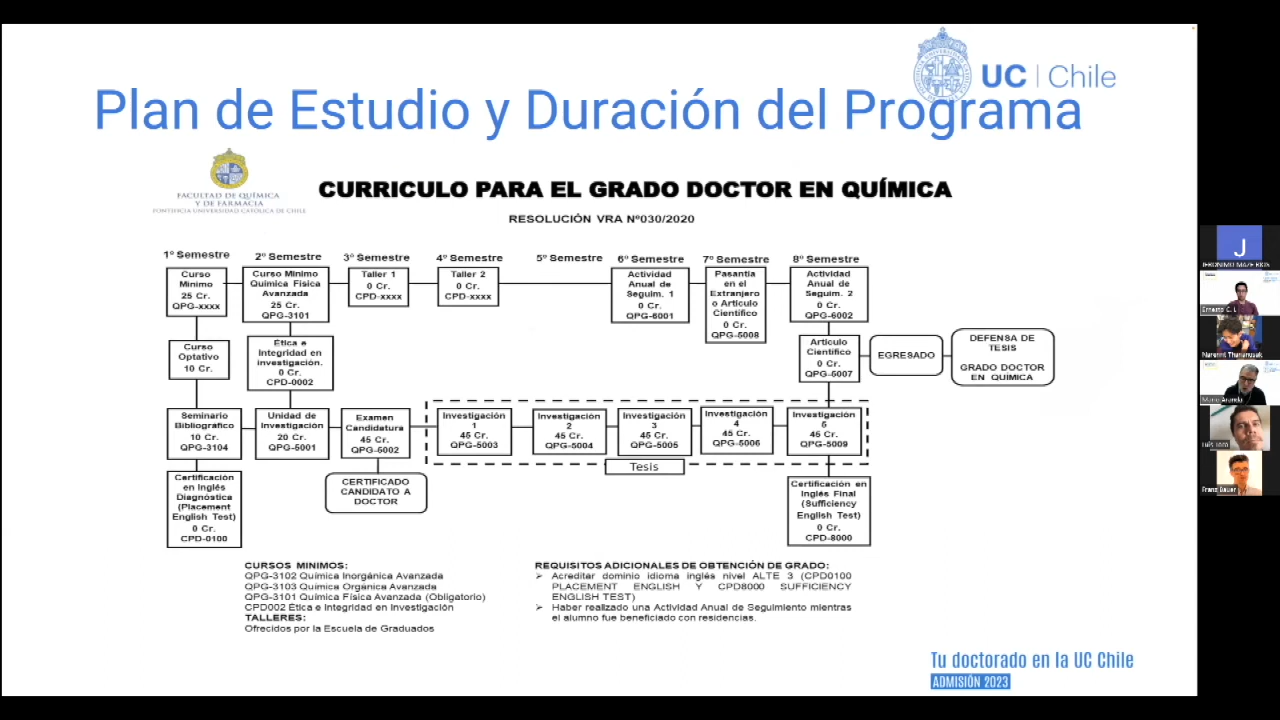 UC | Chile
Plan de Estudio y Duración del Programa
FACULTAD DE QUÍMICA
Y DE FARMACIA
PONTIFICIA UNIVERSIDAD CATÓLICA DE CHILE
CURRICULO PARA EL GRADO DOCTOR EN QUÍMICA
RESOLUCIÓN VRA Nº030/2020
1º Semestre
2º Semestre
3º Semestre
4º Semestre
5º Semestre
6º Semestre
7º Semestre
8º Semestre
Curso
Minimo
25 Cr.
QPG-xxxx
Curso Minimo
Química Física
Avanzada
25 Cr.
QPG-3101
Taller 1
0 Cr.
CPD-xxxx
Taller 2
0 Cr.
CPD-xxxx
Actividad
Anual de
Seguim. 1
0 Cr.
QPG-6001
Pasantía
en el
Extranjero
o Artículo
Científico
0 Cr.
QPG-5008
Actividad
Anual de
Seguim. 2
0 Cr.
QPG-6002
Curso
Optativo
10 Cr.
Ética e
Integridad en
investigación.
0 Cr.
CPD-0002
Artículo
Científico
0 Cr.
QPG-5007
EGRESADO
DEFENSA DE
TESIS
GRADO DOCTOR
EN QUÍMICA
Seminario
Bibliográfico
10 Cr.
QPG-3104
Unidad de
Investigación
20 Cr.
QPG-5001
Examen
Candidatura
45 Cr.
QPG-5002
Investigación
1
45 Cr.
QPG-5003
Investigación
2
45 Cr.
QPG-5004
Investigación
3
45 Cr.
QPG-5005
Investigación
4
45 Cr.
QPG-5006
Investigación
5
45 Cr.
QPG-5009
Tesis
Certificación
en Inglés
Diagnóstica
(Placement
English Test)
0 Cr.
CPD-0100
CERTIFICADO
CANDIDATO A
DOCTOR
Certificación en
Inglés Final
(Sufficiency
English Test)
0 Cr.
CPD-8000
CURSOS MINIMOS:
QPG-3102 Química Inorgánica Avanzada
QPG-3103 Química Orgánica Avanzada
QPG-3101 Química Física Avanzada (Obligatorio)
CPD002 Ética e Integridad en Investigación
TALLERES:
Ofrecidos por la Escuela de Graduados
REQUISITOS ADICIONALES DE OBTENCIÓN DE GRADO:
➢ Acreditar dominio idioma inglés nivel ALTE 3 (CPD0100
PLACEMENT ENGLISH Y CPD8000 SUFFICIENCY
ENGLISH TEST)
➢ Haber realizado una Actividad Anual de Seguimiento mientras
el alumno fue beneficiado con residencias.
Tu doctorado en la UC Chile
ADMISIÓN 2023
J
Ernesto C. I.
Mario Aranda
Franz Bauer